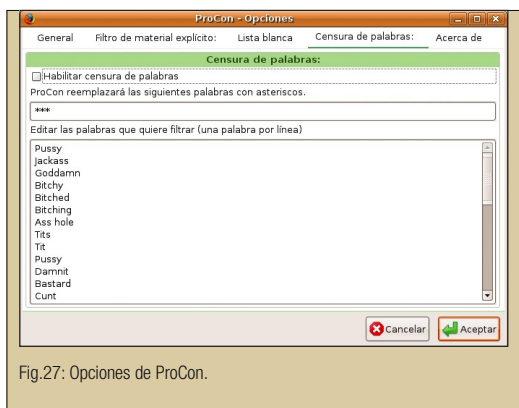 ProCon - Opciones
General Filtro de material explícito: Lista blanca Censura de palabras: Acerca de
Censura de palabras:
Habilitar censura de palabras
ProCon reemplazará las siguientes palabras con asteriscos.
***
Editar las palabras que quiere filtrar (una palabra por línea)
Pussy
Jackass
Goddamn
Bitchy
Bitched
Bitching
Ass hole
Tits
Tit
Pussy
Damnit
Bastard
Cunt
Cancelar Aceptar
Fig.27: Opciones de ProCon.